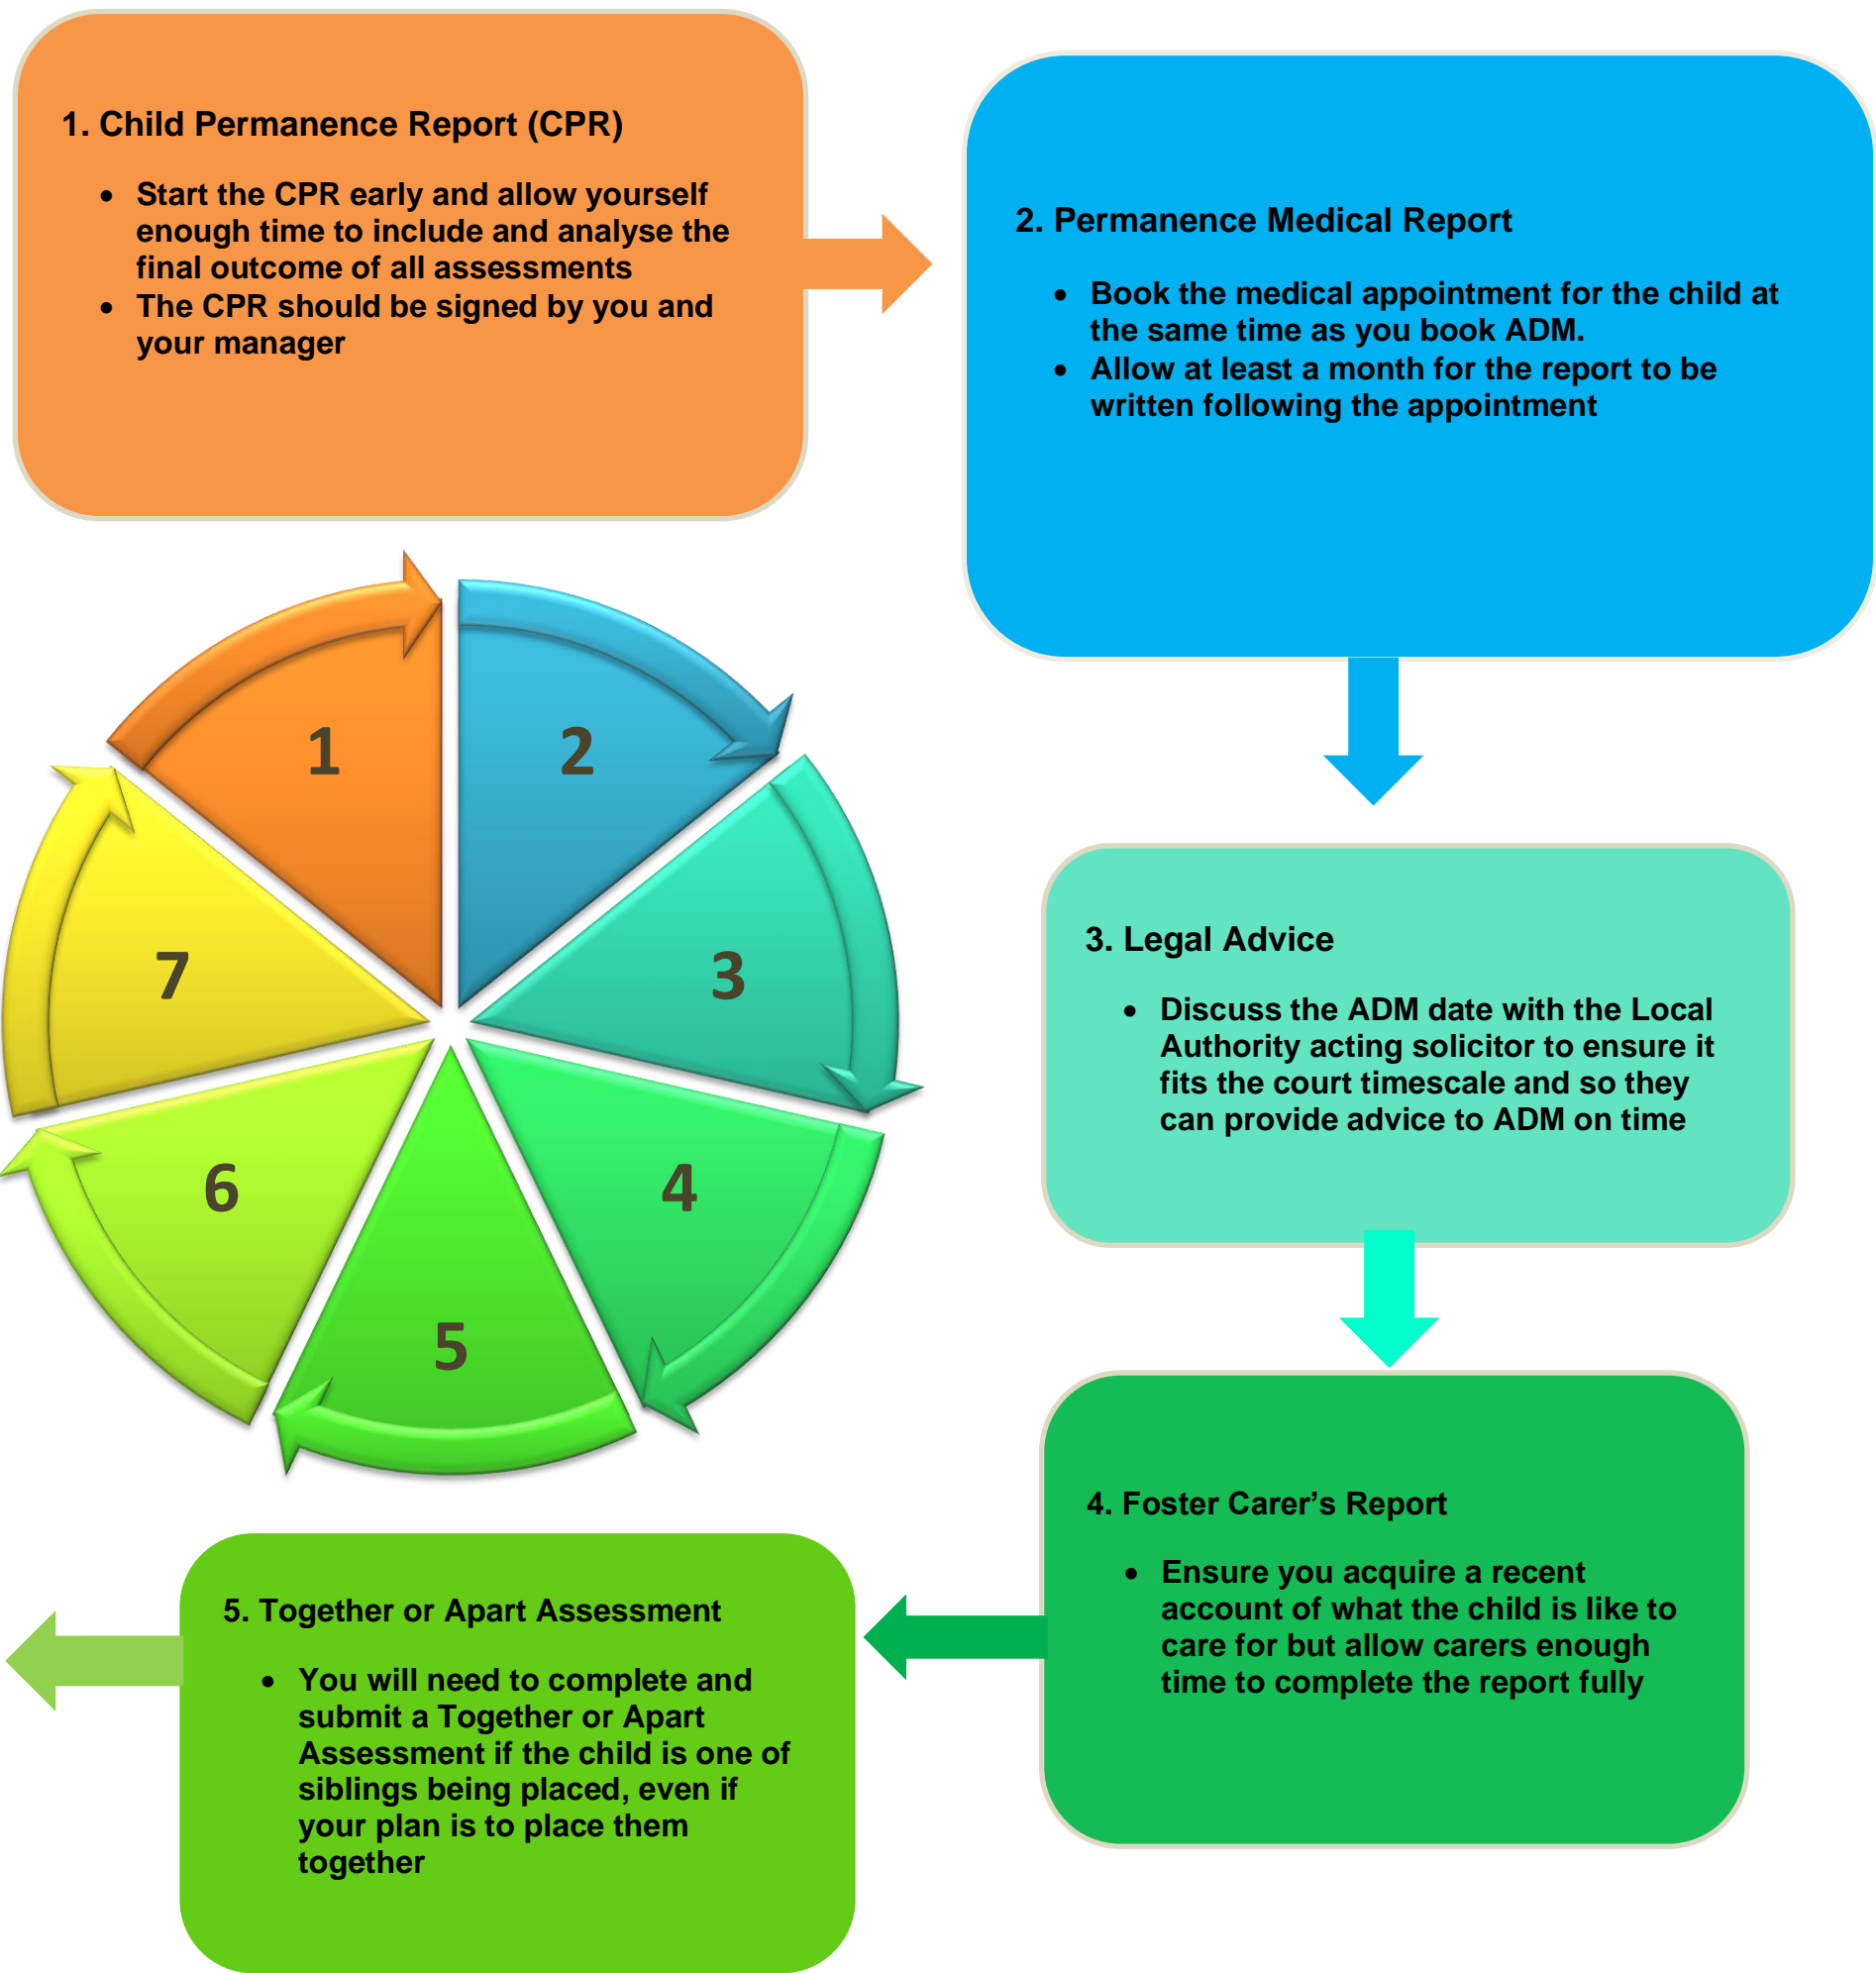 1. Child Permanence Report (CPR)
• Start the CPR early and allow yourself
enough time to include and analyse the
final outcome of all assessments
• The CPR should be signed by you and
your manager
2. Permanence Medical Report
• Book the medical appointment for the child at
the same time as you book ADM.
• Allow at least a month for the report to be
written following the appointment
1
2
3
4
5
6
7
3. Legal Advice
• Discuss the ADM date with the Local
Authority acting solicitor to ensure it
fits the court timescale and so they
can provide advice to ADM on time
4. Foster Carer’s Report
• Ensure you acquire a recent
account of what the child is like to
care for but allow carers enough
time to complete the report fully
5. Together or Apart Assessment
• You will need to complete and
submit a Together or Apart
Assessment if the child is one of
siblings being placed, even if
your plan is to place them
together